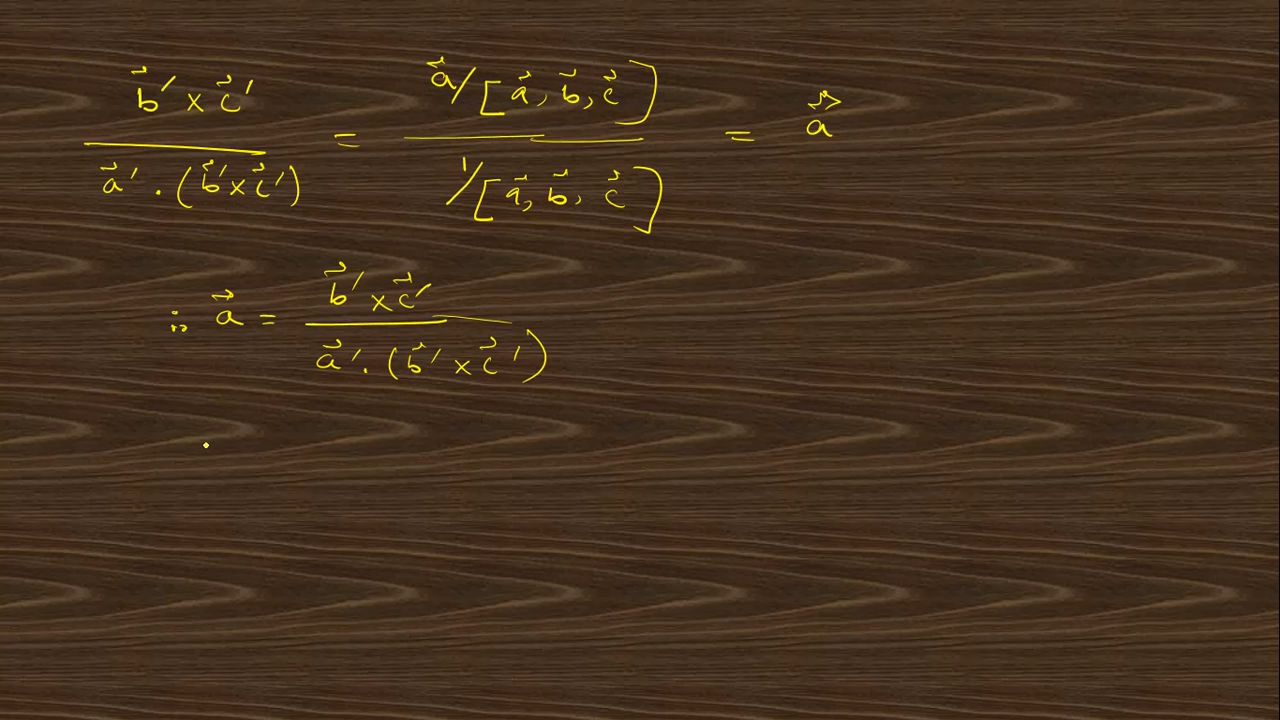 b⃗′ × c⃗′ / a⃗′ · (b⃗′ × c⃗′) = a⃗/[a⃗, b⃗, c⃗] / 1/[a⃗, b⃗, c⃗] = a⃗
∴ a⃗ = b⃗′ × c⃗′ / a⃗′ · (b⃗′ × c⃗′)